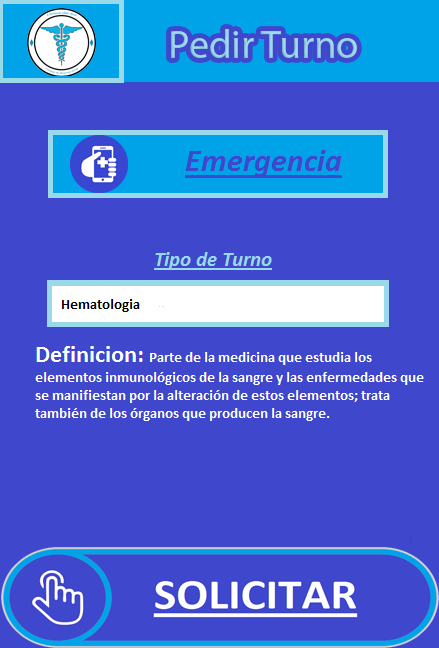 Pedir Turno
Emergencia
Tipo de Turno
Hematologia
Definicion: Parte de la medicina que estudia los
elementos inmunológicos de la sangre y las enfermedades que
se manifiestan por la alteración de estos elementos; trata
también de los órganos que producen la sangre.
SOLICITAR